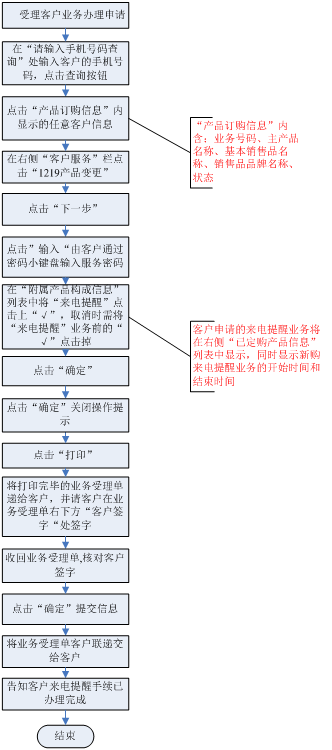 受理客户业务办理申请
在“请输入手机号码查
询”处输入客户的手机号
码，点击查询按钮
点击“产品订购信息”内
显示的任意客户信息
“产品订购信息”内
含：业务号码、主产品
名称、基本销售品名
称、销售品品牌名称、
状态
在右侧“客户服务”栏点
击“1219产品变更”
点击“下一步”
点击”输入“由客户通过
密码小键盘输入服务密码
在“附属产品构成信息”
列表中将“来电提醒”点
击上“√”，取消时需将
“来电提醒”业务前的“
√”点击掉
客户申请的来电提醒业务将
在右侧“已定购产品信息”
列表中显示，同时显示新购
来电提醒业务的开始时间和
结束时间
点击“确定”
点击“确定”关闭操作提
示
点击“打印”
将打印完毕的业务受理单
递给客户，并请客户在业
务受理单右下方“客户签
字“处签字
收回业务受理单,核对客户
签字
点击“确定”提交信息
将业务受理单客户联递交
给客户
告知客户来电提醒手续已
办理完成
结束